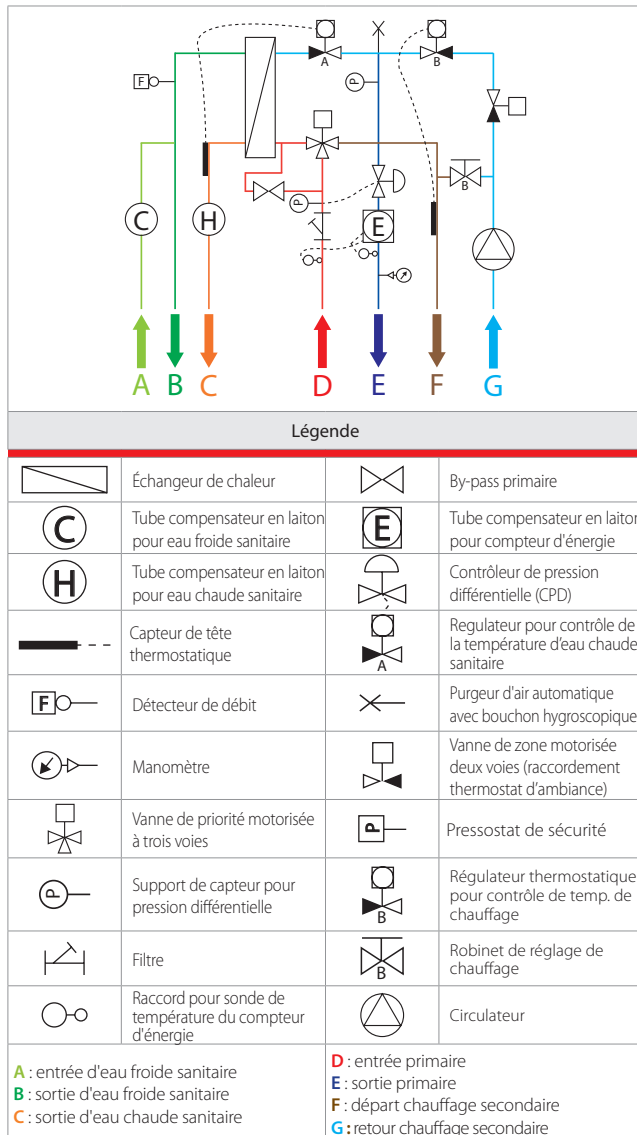 A
B
F
P
C
H
P
E
B
A B C D E F G
Légende
Échangeur de chaleur
By-pass primaire
C
Tube compensateur en laiton
pour eau froide sanitaire
E
Tube compensateur en laiton
pour compteur d'énergie
H
Tube compensateur en laiton
pour eau chaude sanitaire
Contrôleur de pression
différentielle (CPD)
Capteur de tête
thermostatique
A
Regulateur pour contrôle de
la température d'eau chaude
sanitaire
F
Détecteur de débit
Purgeur d'air automatique
avec bouchon hygroscopique
Manomètre
Vanne de zone motorisée
deux voies (raccordement
thermostat d'ambiance)
Vanne de priorité motorisée
à trois voies
P
Pressostat de sécurité
P
Support de capteur pour
pression différentielle
B
Régulateur thermostatique
pour contrôle de temp. de
chauffage
Filtre
B
Robinet de réglage de
chauffage
Raccord pour sonde de
température du compteur
d'énergie
Circulateur
A : entrée d'eau froide sanitaire
B : sortie d'eau froide sanitaire
C : sortie d'eau chaude sanitaire
D : entrée primaire
E : sortie primaire
F : départ chauffage secondaire
G : retour chauffage secondaire